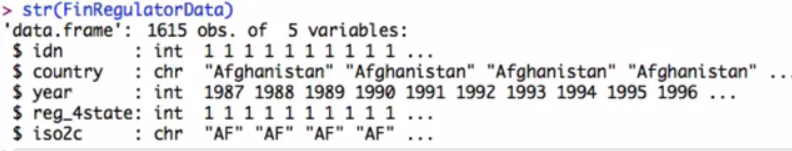 > str(FinRegulatorData)
'data.frame': 1615 obs. of 5 variables:
$ idn : int 1 1 1 1 1 1 1 1 1 1 ...
$ country : chr "Afghanistan" "Afghanistan" "Afghanistan" "Afghanistan" ...
$ year : int 1987 1988 1989 1990 1991 1992 1993 1994 1995 1996 ...
$ reg_4state: int 1 1 1 1 1 1 1 1 1 1 ...
$ iso2c : chr "AF" "AF" "AF" "AF" ...